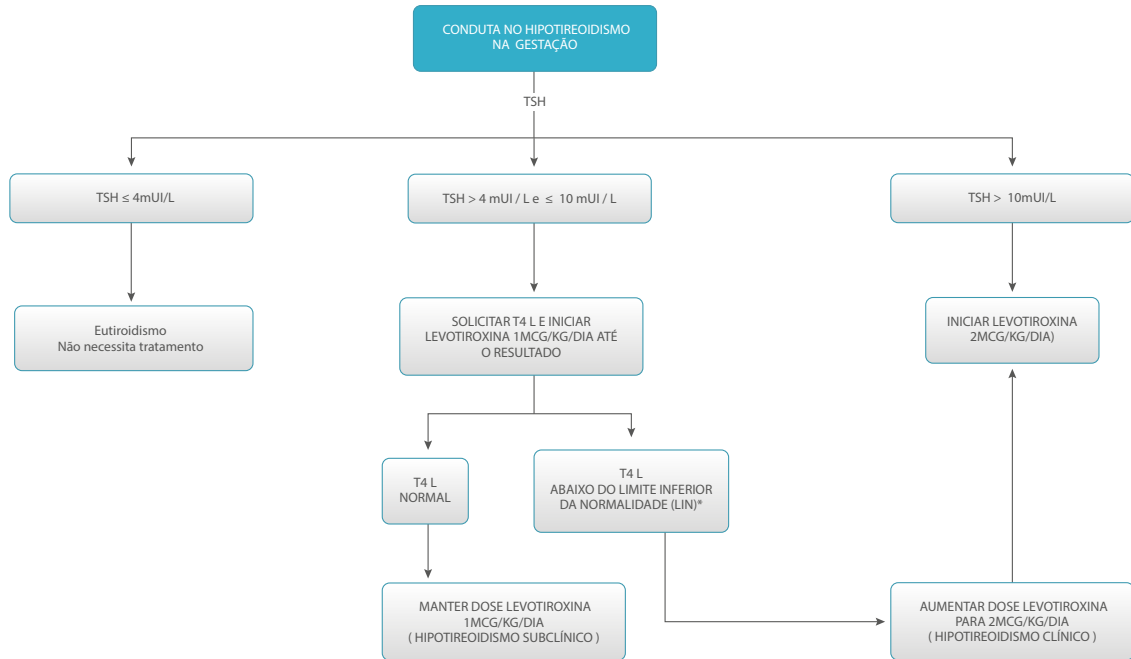 CONDUTA NO HIPOTIREOIDISMO
NA GESTAÇÃO
TSH
TSH ≤ 4mUI/L
TSH > 4 mUI / L e ≤ 10 mUI / L
TSH > 10mUI/L
Eutiroidismo
Não necessita tratamento
SOLICITAR T4 L E INICIAR
LEVOTIROXINA 1MCG/KG/DIA ATÉ
O RESULTADO
INICIAR LEVOTIROXINA
2MCG/KG/DIA)
T4 L
NORMAL
T4 L
ABAIXO DO LIMITE INFERIOR
DA NORMALIDADE (LIN)*
MANTER DOSE LEVOTIROXINA
1MCG/KG/DIA
( HIPOTIREOIDISMO SUBCLÍNICO )
AUMENTAR DOSE LEVOTIROXINA
PARA 2MCG/KG/DIA
( HIPOTIREOIDISMO CLÍNICO )